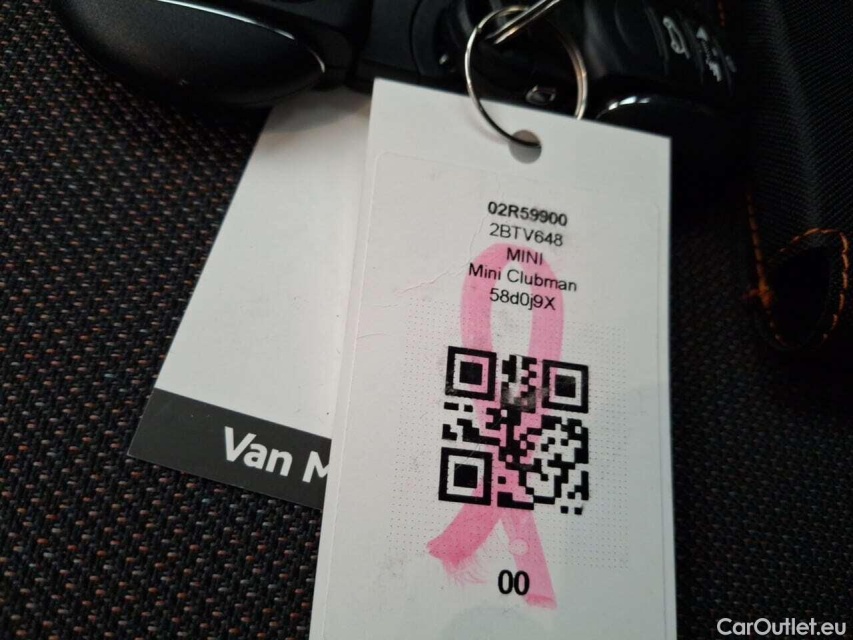 02R59900
2BTV648
MINI
Mini Clubman
58d0j9X
Van M
00
CarOutlet.eu